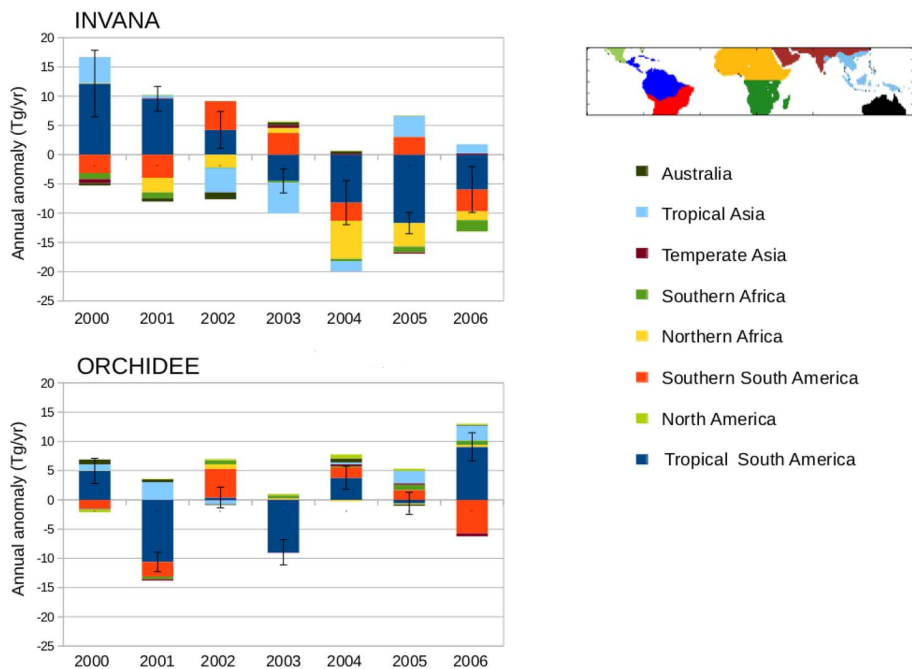 INVANA
Annual anomaly (Tg/yr)
20
15
10
5
0
-5
-10
-15
-20
-25
2000 2001 2002 2003 2004 2005 2006
ORCHIDEE
Annual anomaly (Tg/yr)
20
15
10
5
0
-5
-10
-15
-20
-25
2000 2001 2002 2003 2004 2005 2006
Australia
Tropical Asia
Temperate Asia
Southern Africa
Northern Africa
Southern South America
North America
Tropical South America